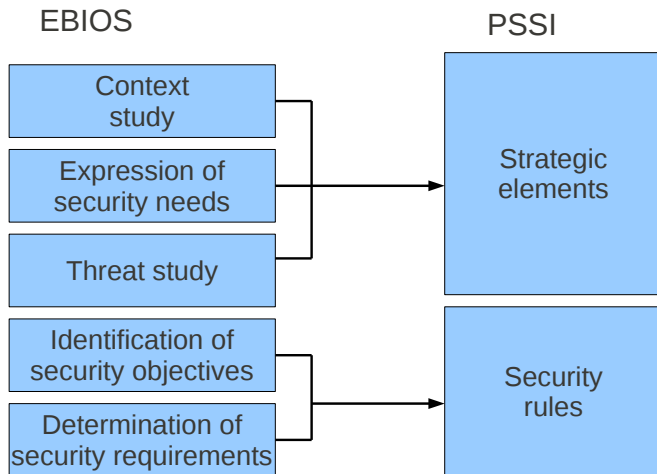 EBIOS
PSSI
Context
study
Expression of
security needs
Threat study
Identification of
security objectives
Determination of
security requirements
Strategic
elements
Security
rules